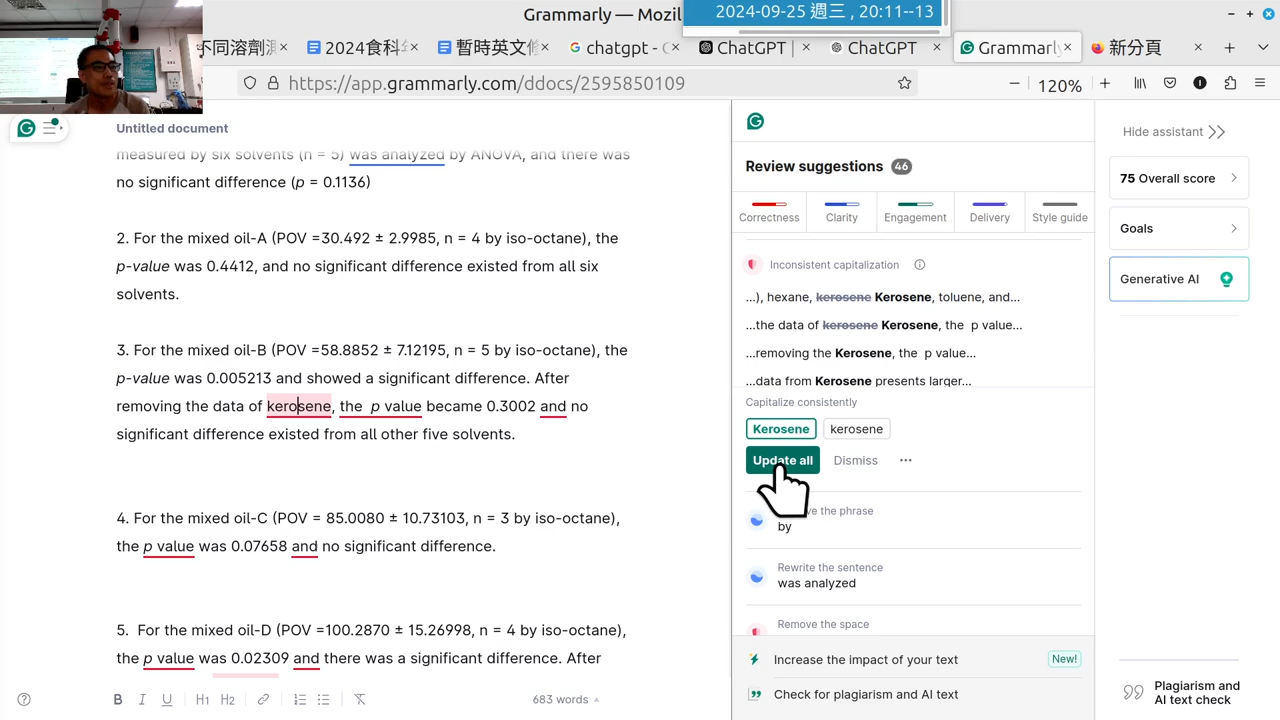 Grammarly — Mozil
2024-09-25 週三 , 20:11--13
不同溶劑測
2024食科
暫時英文
chatgpt - G
ChatGPT |
ChatGPT
Grammarly
新分頁
https://app.grammarly.com/ddocs/2595850109
120%
Untitled document
measured by six solvents (n = 5) was analyzed by ANOVA, and there was
no significant difference (p = 0.1136)
2. For the mixed oil-A (POV =30.492 ± 2.9985, n = 4 by iso-octane), the
p-value was 0.4412, and no significant difference existed from all six
solvents.
3. For the mixed oil-B (POV =58.8852 ± 7.12195, n = 5 by iso-octane), the
p-value was 0.005213 and showed a significant difference. After
removing the data of kerosene, the  p value became 0.3002 and no
significant difference existed from all other five solvents.
4. For the mixed oil-C (POV = 85.0080 ± 10.73103, n = 3 by iso-octane),
the p value was 0.07658 and no significant difference.
5.  For the mixed oil-D (POV =100.2870 ± 15.26998, n = 4 by iso-octane),
the p value was 0.02309 and there was a significant difference. After
B I U H1 H2
683 words
Review suggestions 46
Correctness
Clarity
Engagement
Delivery
Style guide
Inconsistent capitalization
...), hexane, kerosene Kerosene, toluene, and...
...the data of kerosene Kerosene, the  p value...
...removing the Kerosene, the  p value...
...data from Kerosene presents larger...
Capitalize consistently
Kerosene
kerosene
Update all
Dismiss
ve the phrase
by
Rewrite the sentence
was analyzed
Remove the space
Increase the impact of your text
New!
Check for plagiarism and AI text
Hide assistant
75 Overall score
Goals
Generative AI
Plagiarism and
AI text check